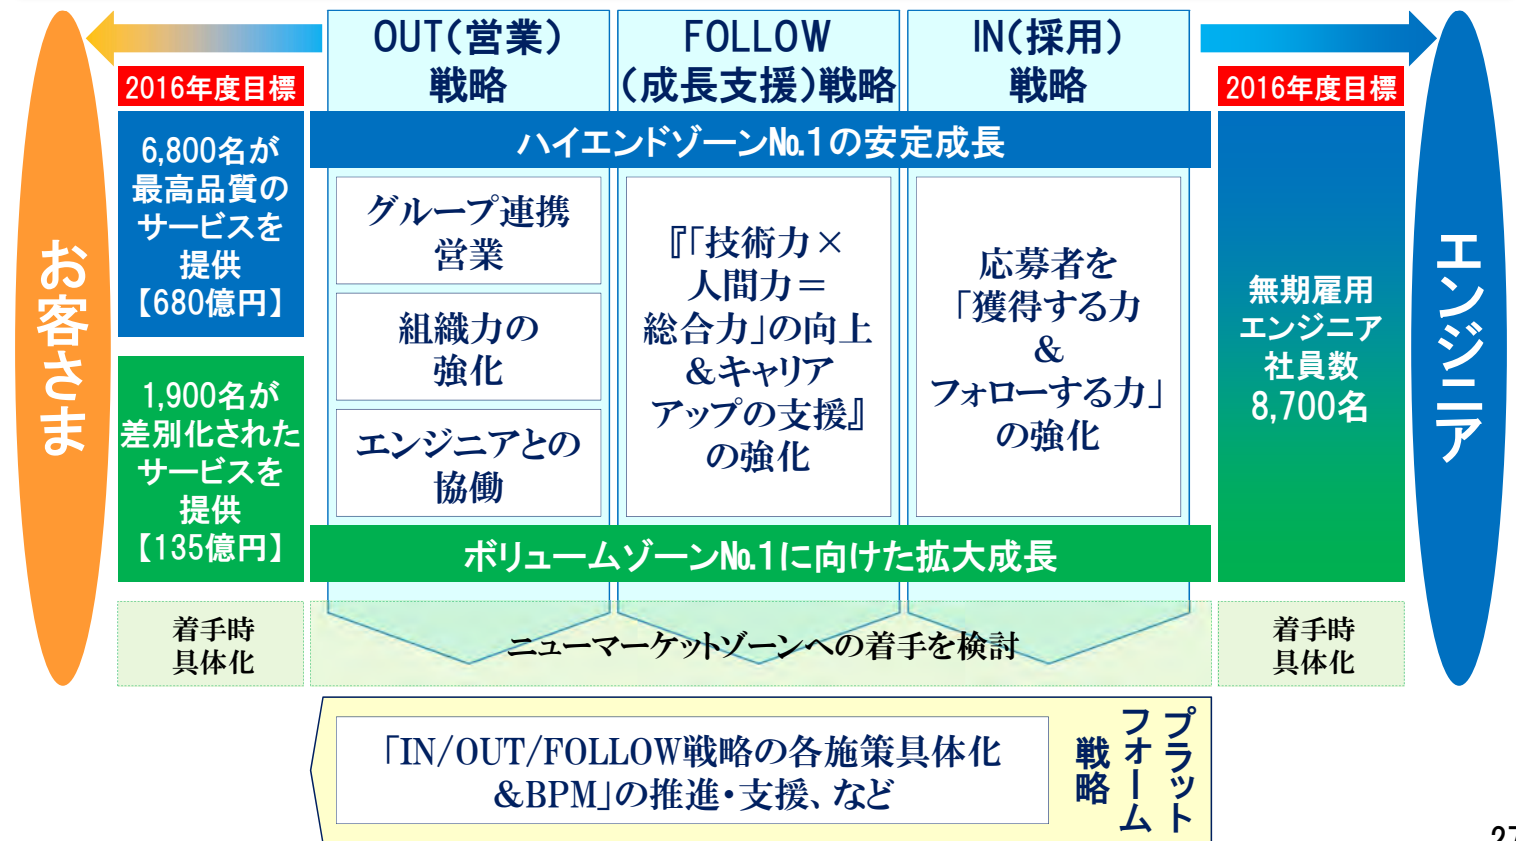 お客さま
2016年度目標
6,800名が
最高品質の
サービスを
提供
【680億円】
1,900名が
差別化された
サービスを
提供
【135億円】
着手時
具体化
OUT(営業)
戦略
FOLLOW
(成長支援)戦略
IN(採用)
戦略
ハイエンドゾーン№1の安定成長
グループ連携
営業
組織力の
強化
エンジニアとの
協働
『「技術力×
人間力＝
総合力」の向上
&キャリア
アップの支援』
の強化
応募者を
「獲得する力
&
フォローする力」
の強化
ボリュームゾーン№1に向けた拡大成長
ニューマーケットゾーンへの着手を検討
「IN/OUT/FOLLOW戦略の各施策具体化
&BPM」の推進・支援、など
プラット
フォーム
戦略
2016年度目標
無期雇用
エンジニア
社員数
8,700名
着手時
具体化
エンジニア
27